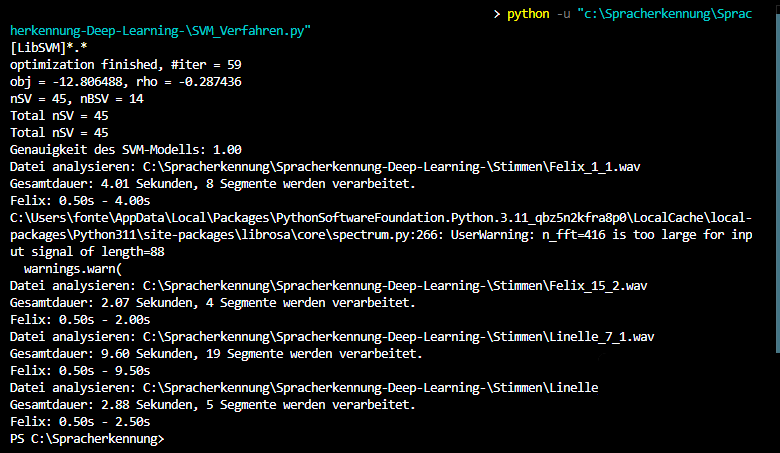 > python -u "c:\Spracherkennung\Sprac
herkennung-Deep-Learning-\SVM_Verfahren.py"
[LibSVM]*.*
optimization finished, #iter = 59
obj = -12.806488, rho = -0.287436
nSV = 45, nBSV = 14
Total nSV = 45
Total nSV = 45
Genauigkeit des SVM-Modells: 1.00
Datei analysieren: C:\Spracherkennung\Spracherkennung-Deep-Learning-\Stimmen\Felix_1_1.wav
Gesamtdauer: 4.01 Sekunden, 8 Segmente werden verarbeitet.
Felix: 0.50s - 4.00s
C:\Users\fonte\AppData\Local\Packages\PythonSoftwareFoundation.Python.3.11_qbz5n2kfra8p0\LocalCache\local-
packages\Python311\site-packages\librosa\core\spectrum.py:266: UserWarning: n_fft=416 is too large for inp
ut signal of length=88
  warnings.warn(
Datei analysieren: C:\Spracherkennung\Spracherkennung-Deep-Learning-\Stimmen\Felix_15_2.wav
Gesamtdauer: 2.07 Sekunden, 4 Segmente werden verarbeitet.
Felix: 0.50s - 2.00s
Datei analysieren: C:\Spracherkennung\Spracherkennung-Deep-Learning-\Stimmen\Linelle_7_1.wav
Gesamtdauer: 9.60 Sekunden, 19 Segmente werden verarbeitet.
Felix: 0.50s - 9.50s
Datei analysieren: C:\Spracherkennung\Spracherkennung-Deep-Learning-\Stimmen\Linelle
Gesamtdauer: 2.88 Sekunden, 5 Segmente werden verarbeitet.
Felix: 0.50s - 2.50s
PS C:\Spracherkennung>